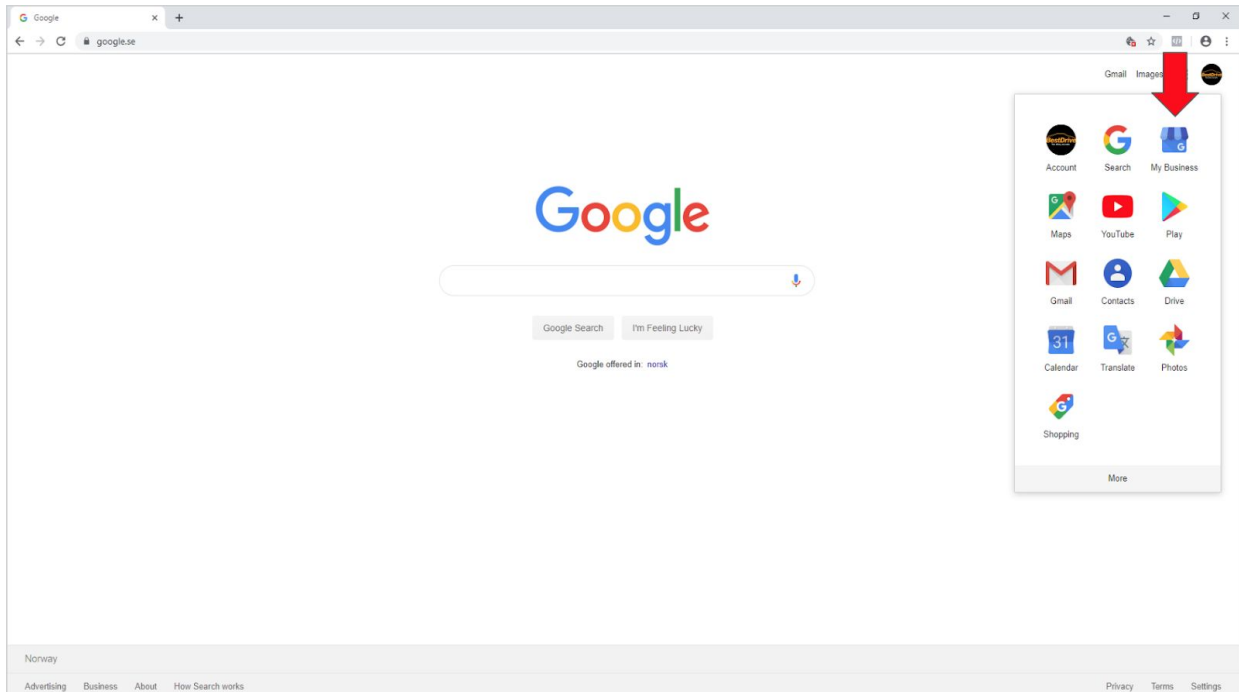 Google
google.se
Gmail Images
BestDrive
Account Search My Business
Maps YouTube Play
Gmail Contacts Drive
31
Calendar Translate Photos
Shopping
More
Google
Google Search I'm Feeling Lucky
Google offered in: norsk
Norway
Advertising Business About How Search works
Privacy Terms Settings